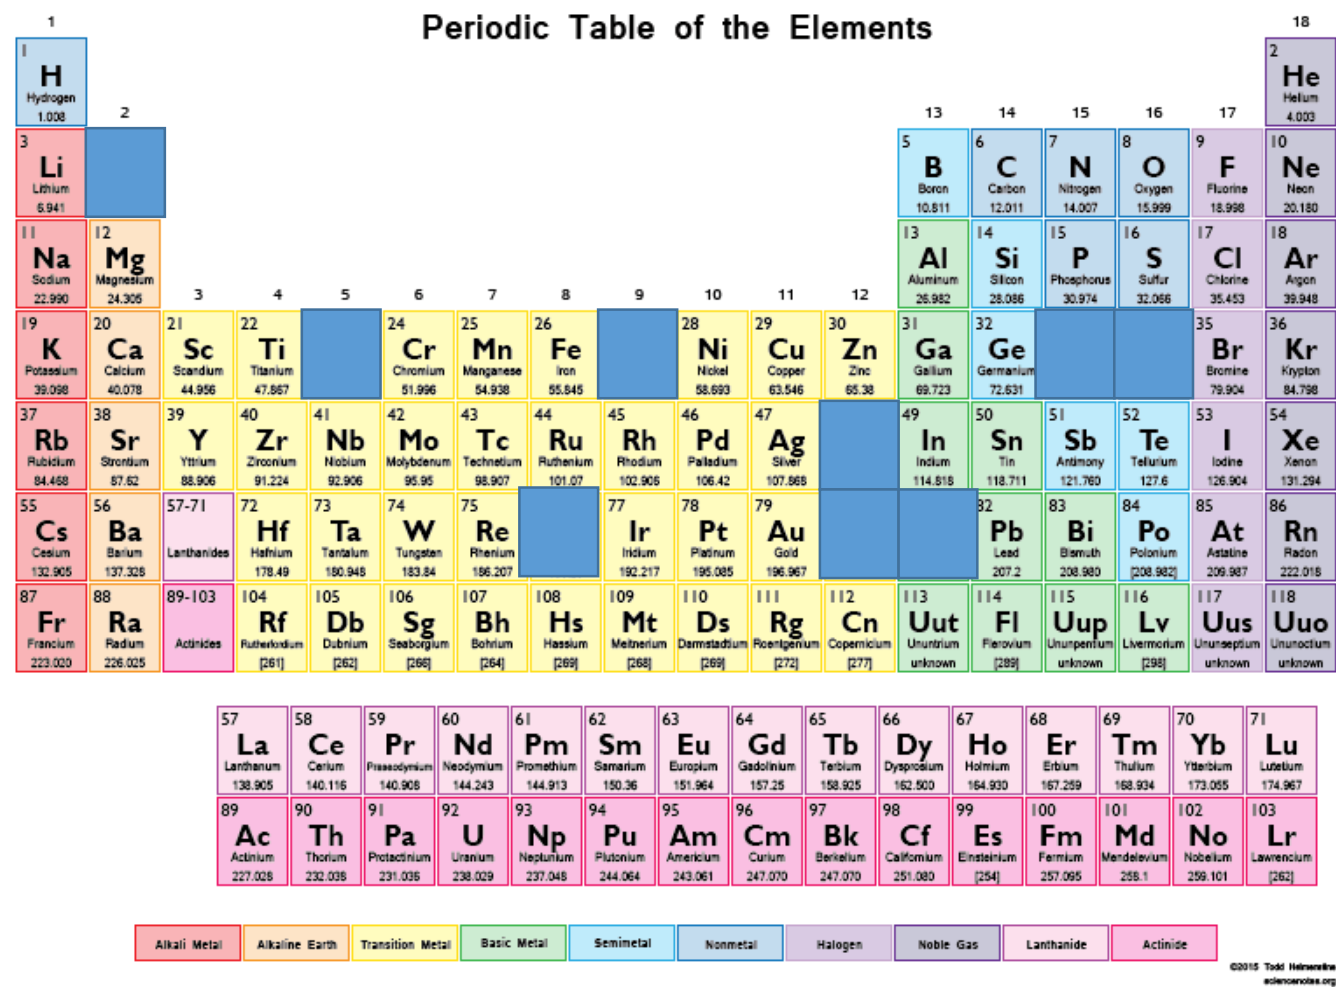 Periodic Table of the Elements
1 18
1 2
H He
Hydrogen Helium
1.008 4.003
2 13 14 15 16 17
3 5 6 7 8 9 10
Li B C N O F Ne
Lithium Boron Carbon Nitrogen Oxygen Fluorine Neon
6.941 10.811 12.011 14.007 15.999 18.998 20.180
11 12 13 14 15 16 17 18
Na Mg Al Si P S Cl Ar
Sodium Magnesium Aluminum Silicon Phosphorus Sulfur Chlorine Argon
22.990 24.305 26.982 28.086 30.974 32.066 35.453 39.948
3 4 5 6 7 8 9 10 11 12
19 20 21 22 24 25 26 28 29 30 31 32 35 36
K Ca Sc Ti Cr Mn Fe Ni Cu Zn Ga Ge Br Kr
Potassium Calcium Scandium Titanium Chromium Manganese Iron Nickel Copper Zinc Gallium Germanium Bromine Krypton
39.098 40.078 44.956 47.867 51.996 54.938 55.845 58.693 63.546 65.38 69.723 72.631 79.904 84.798
37 38 39 40 41 42 43 44 45 46 47 49 50 51 52 53 54
Rb Sr Y Zr Nb Mo Tc Ru Rh Pd Ag In Sn Sb Te I Xe
Rubidium Strontium Yttrium Zirconium Niobium Molybdenum Technetium Ruthenium Rhodium Palladium Silver Indium Tin Antimony Tellurium Iodine Xenon
84.468 87.62 88.906 91.224 92.906 95.95 98.907 101.07 102.906 106.42 107.868 114.818 118.711 121.760 127.6 126.904 131.294
55 56 57-71 72 73 74 75 77 78 79 82 83 84 85 86
Cs Ba Hf Ta W Re Ir Pt Au Pb Bi Po At Rn
Cesium Barium Lanthanides Hafnium Tantalum Tungsten Rhenium Iridium Platinum Gold Lead Bismuth Polonium Astatine Radon
132.905 137.328 178.49 180.948 183.84 186.207 192.217 195.085 196.967 207.2 208.980 [208.982] 209.987 222.018
87 88 89-103 104 105 106 107 108 109 110 111 112 113 114 115 116 117 118
Fr Ra Rf Db Sg Bh Hs Mt Ds Rg Cn Uut Fl Uup Lv Uus Uuo
Francium Radium Actinides Rutherfordium Dubnium Seaborgium Bohrium Hassium Meitnerium Darmstadtium Roentgenium Copernicium Ununtrium Flerovium Ununpentium Livermorium Ununseptium Ununoctium
223.020 226.025 [261] [262] [266] [264] [269] [268] [269] [272] [277] unknown [289] unknown [298] unknown unknown
57 58 59 60 61 62 63 64 65 66 67 68 69 70 71
La Ce Pr Nd Pm Sm Eu Gd Tb Dy Ho Er Tm Yb Lu
Lanthanum Cerium Praseodymium Neodymium Promethium Samarium Europium Gadolinium Terbium Dysprosium Holmium Erbium Thulium Ytterbium Lutetium
138.905 140.116 140.908 144.243 144.913 150.36 151.964 157.25 158.925 162.500 164.930 167.259 168.934 173.055 174.967
89 90 91 92 93 94 95 96 97 98 99 100 101 102 103
Ac Th Pa U Np Pu Am Cm Bk Cf Es Fm Md No Lr
Actinium Thorium Protactinium Uranium Neptunium Plutonium Americium Curium Berkelium Californium Einsteinium Fermium Mendelevium Nobelium Lawrencium
227.028 232.038 231.036 238.029 237.048 244.064 243.061 247.070 247.070 251.080 [254] 257.095 258.1 259.101 [262]
Alkali Metal Alkaline Earth Transition Metal Basic Metal Semimetal Nonmetal Halogen Noble Gas Lanthanide Actinide
©2015 Todd Helmenstine
sciencenotes.org